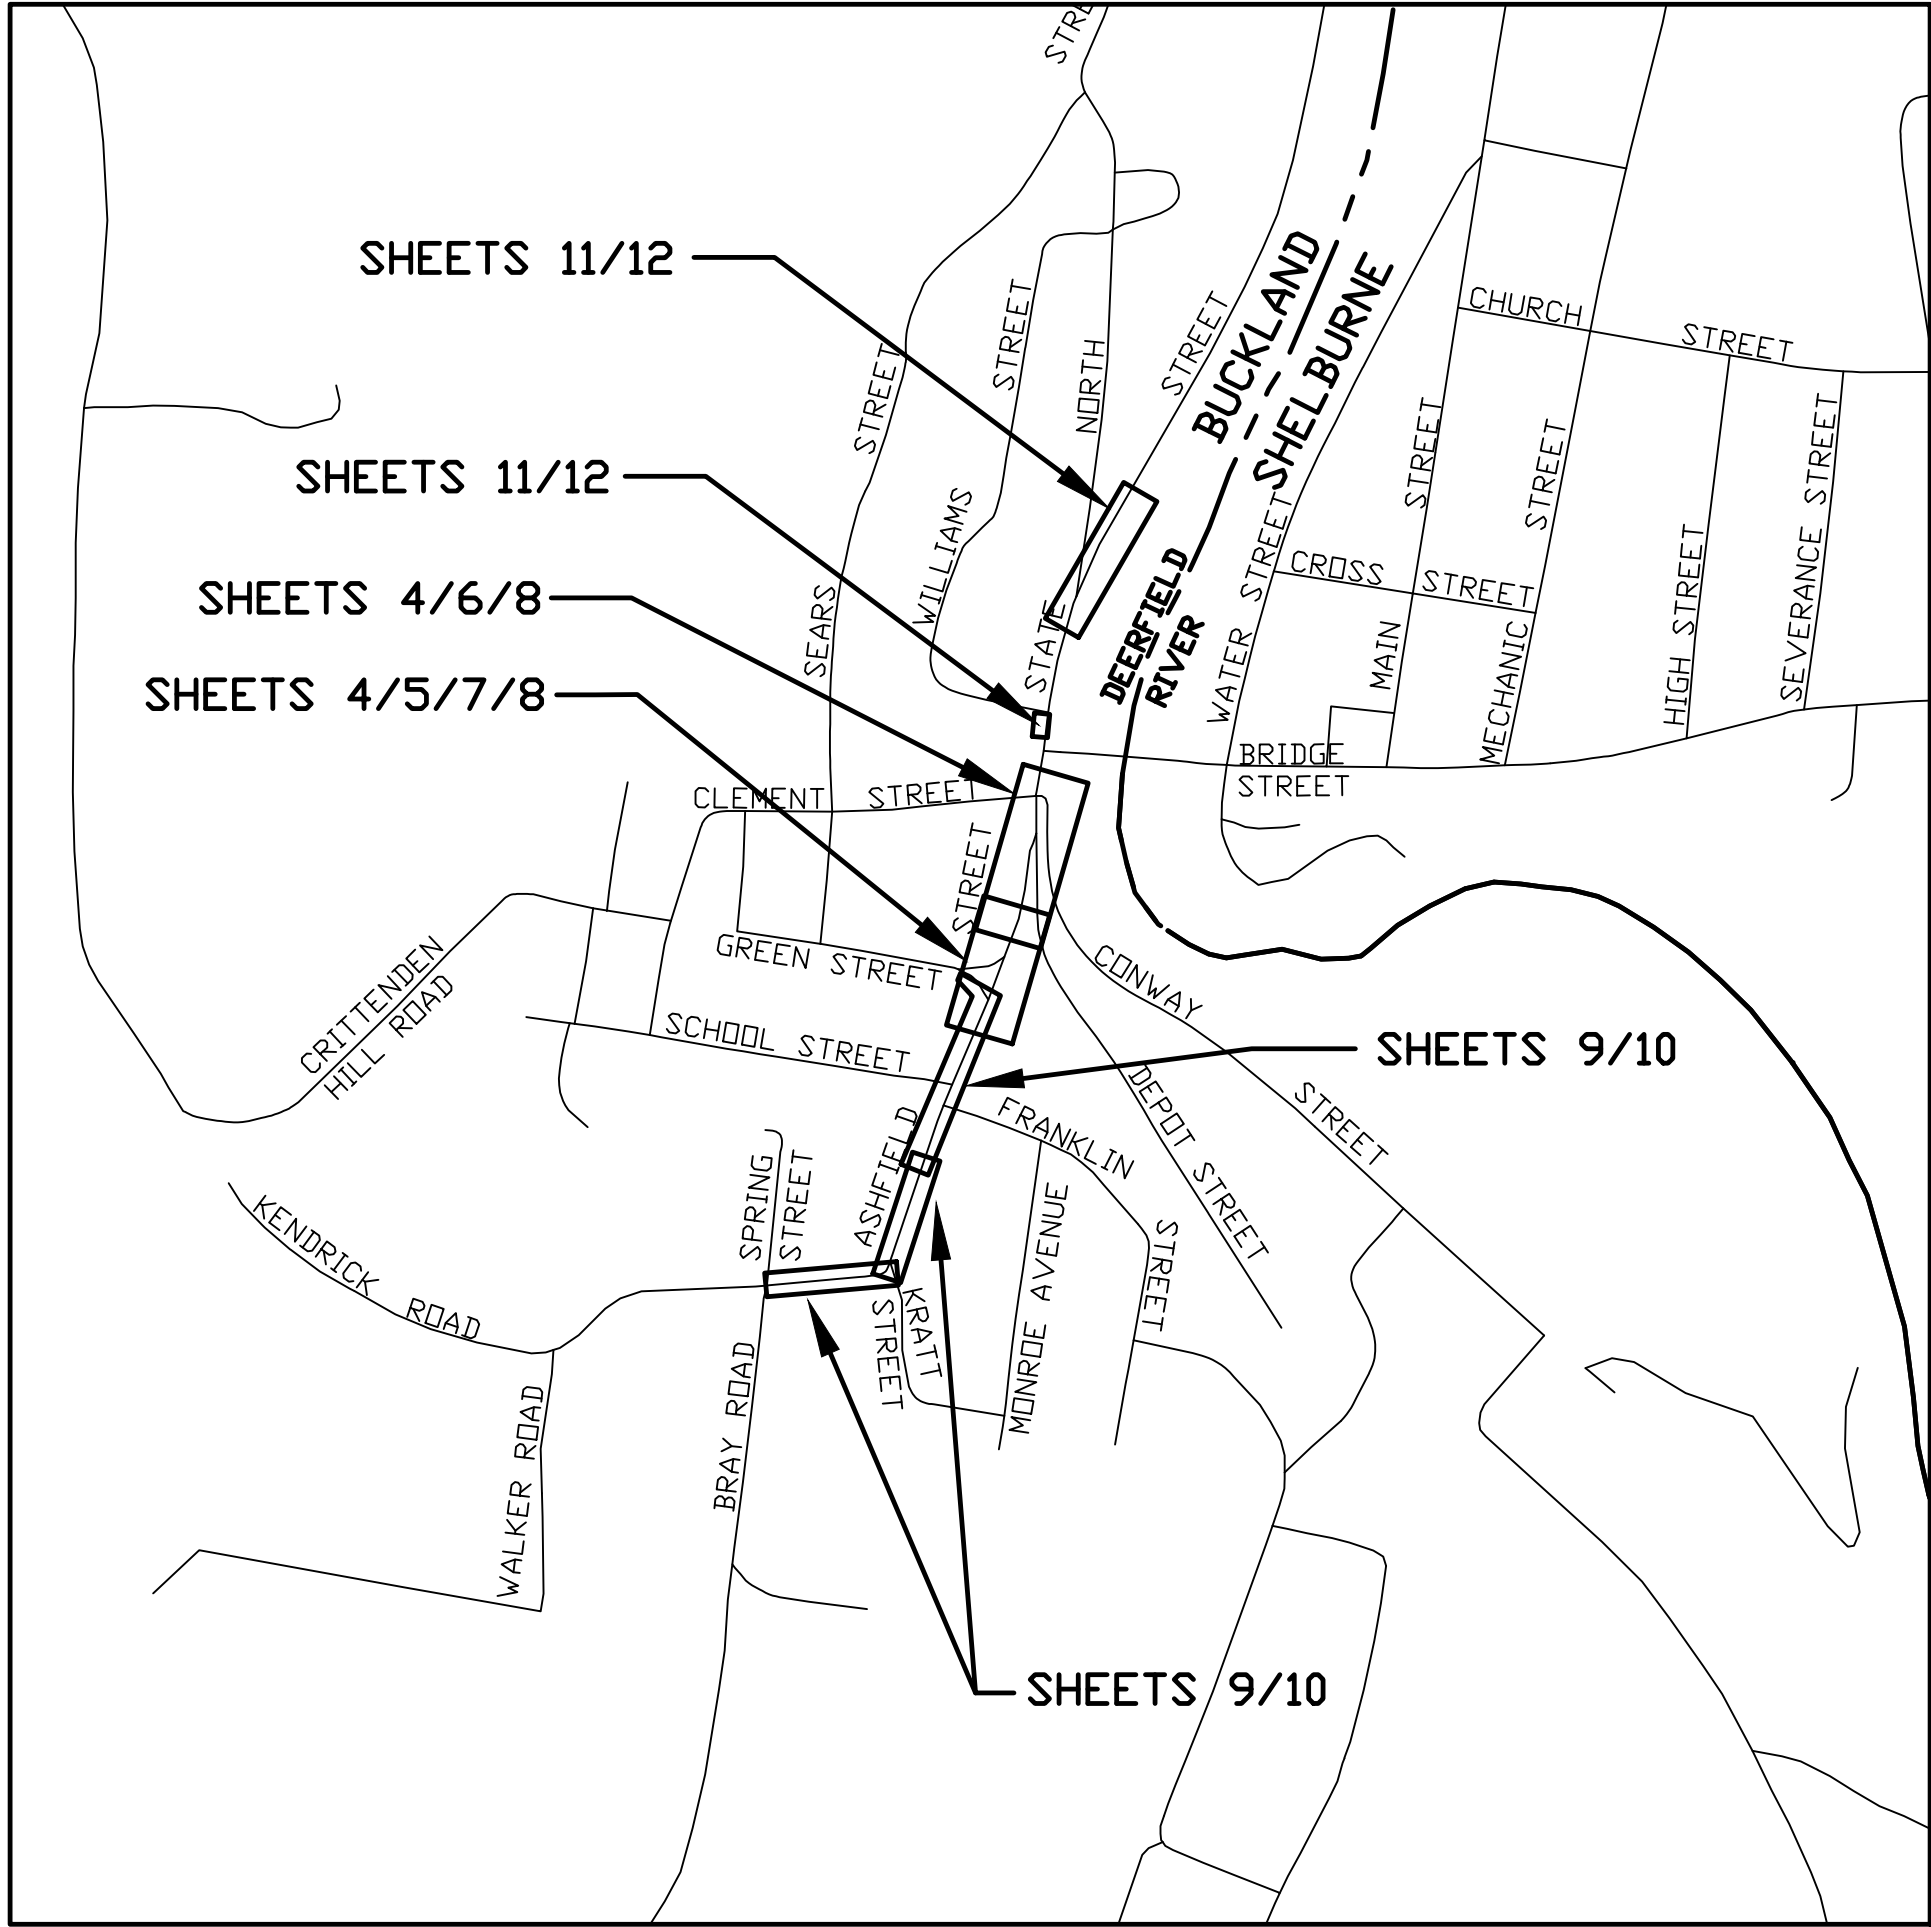 STRE
SHEETS 11/12
SHEETS 11/12
SHEETS 4/6/8
SHEETS 4/5/7/8
SEARS STREET
WILLIAMS STREET
NORTH
STATE STREET
BUCKLAND
SHELBURNE
DEERFIELD
RIVER
WATER STREET
CHURCH STREET
CROSS STREET
MAIN STREET
MECHANIC STREET
HIGH STREET
SEVERANCE STREET
BRIDGE
STREET
CLEMENT STREET
GREEN STREET
SCHOOL STREET
ASHFIELD STREET
CRITTENDEN
HILL ROAD
CONWAY STREET
SHEETS 9/10
DEPOT STREET
FRANKLIN STREET
SPRING
STREET
KENDRICK ROAD
KRATT
STREET
MONROE AVENUE
BRAY ROAD
WALKER ROAD
SHEETS 9/10